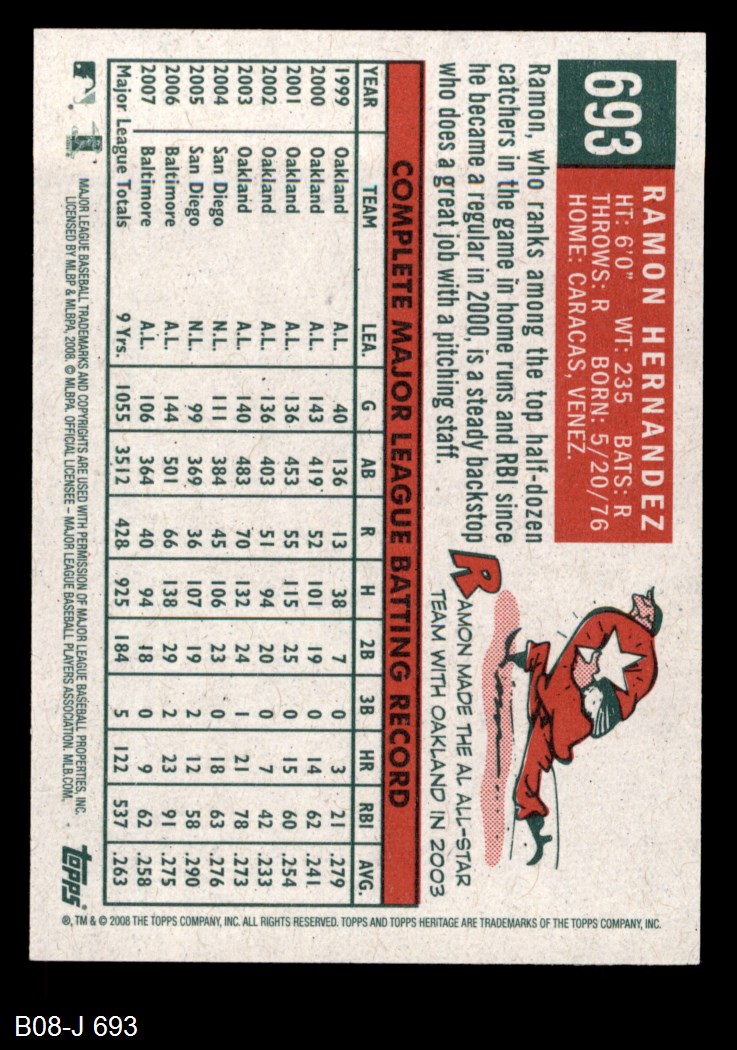 693
RAMON HERNANDEZ
HT: 6'0" WT: 235 BATS: R
THROWS: R BORN: 5/20/76
HOME: CARACAS, VENEZ.
Ramon, who ranks among the top half-dozen
catchers in the game in home runs and RBI since
he became a regular in 2000, is a steady backstop
who does a great job with a pitching staff.
RAMON MADE THE AL ALL-STAR
TEAM WITH OAKLAND IN 2003
COMPLETE MAJOR LEAGUE BATTING RECORD
YEAR TEAM LEA. G AB R H 2B 3B HR RBI AVG.
1999 Oakland A.L. 40 136 13 38 7 0 3 21 .279
2000 Oakland A.L. 143 419 52 101 19 0 14 62 .241
2001 Oakland A.L. 136 453 55 115 25 0 15 60 .254
2002 Oakland A.L. 136 403 51 94 20 0 7 42 .233
2003 Oakland A.L. 140 483 70 132 24 1 21 78 .273
2004 San Diego N.L. 111 384 45 106 23 0 18 63 .276
2005 San Diego N.L. 99 369 36 107 19 2 12 58 .290
2006 Baltimore A.L. 144 501 66 138 29 2 23 91 .275
2007 Baltimore A.L. 106 364 40 94 18 0 9 62 .258
Major League Totals 9 Yrs. 1055 3512 428 925 184 5 122 537 .263
MAJOR LEAGUE BASEBALL TRADEMARKS AND COPYRIGHTS ARE USED WITH PERMISSION OF MAJOR LEAGUE BASEBALL PROPERTIES, INC.
LICENSED BY MLBP & MLBPA, 2008. © MLBPA. OFFICIAL LICENSEE – MAJOR LEAGUE BASEBALL PLAYERS ASSOCIATION. MLB.COM.
topps®
®, TM & © 2008 THE TOPPS COMPANY, INC. ALL RIGHTS RESERVED. TOPPS AND TOPPS HERITAGE ARE TRADEMARKS OF THE TOPPS COMPANY, INC.
B08-J 693